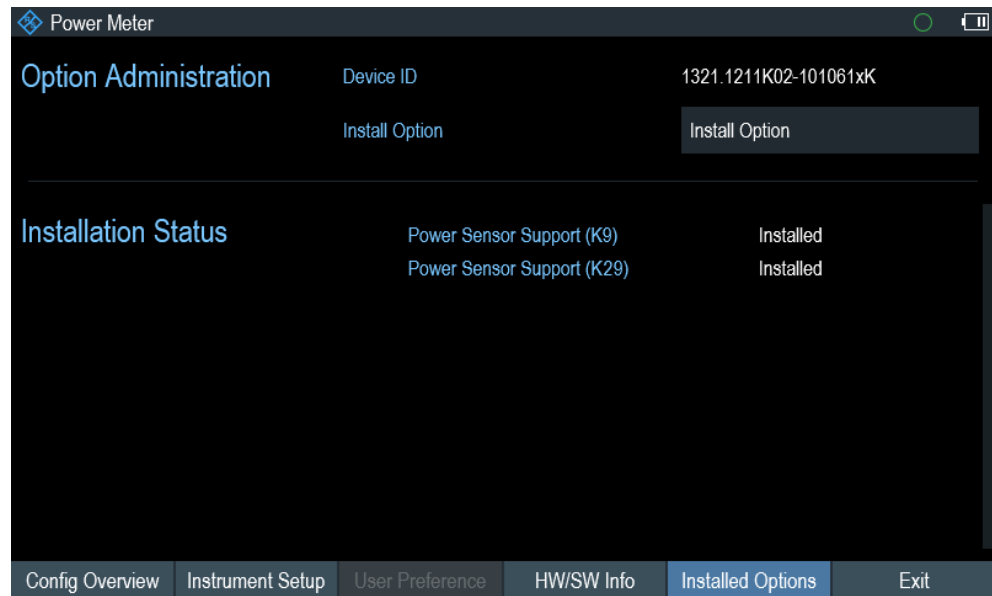 Power Meter
Option Administration Device ID 1321.1211K02-101061xK
Install Option Install Option
Installation Status Power Sensor Support (K9) Installed
Power Sensor Support (K29) Installed
Config Overview Instrument Setup User Preference HW/SW Info Installed Options Exit